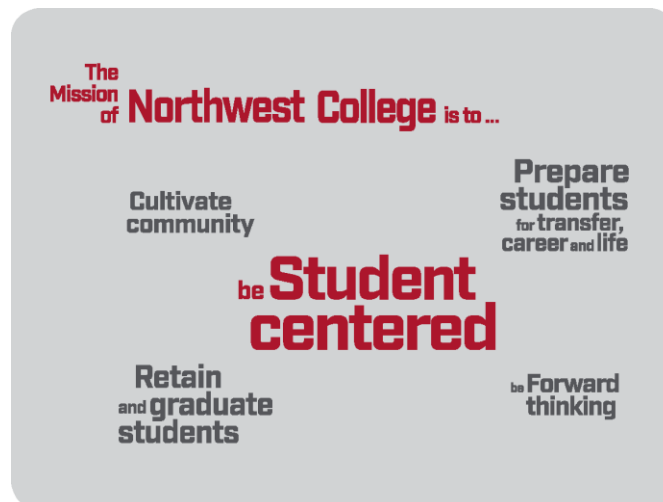 The
Mission
of Northwest College is to ...
Prepare
students
for transfer,
career and life
Cultivate
community
be Student
centered
Retain
and graduate
students
be Forward
thinking